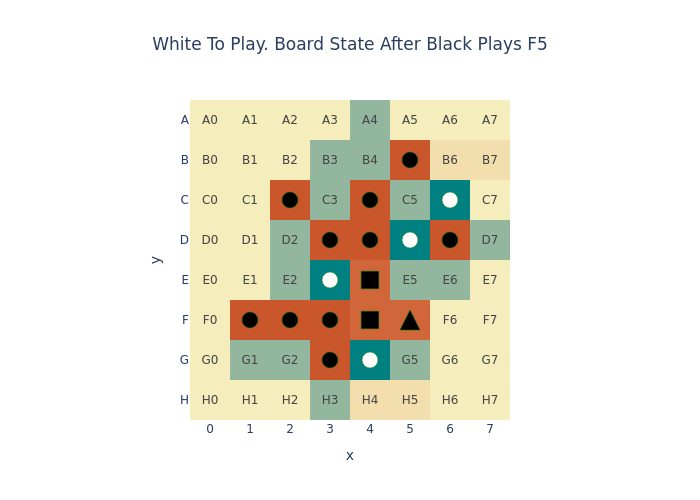 White To Play. Board State After Black Plays F5
A A0 A1 A2 A3 A4 A5 A6 A7
B B0 B1 B2 B3 B4 B6 B7
C C0 C1 C3 C5 C7
D D0 D1 D2 D7
E E0 E1 E2 E5 E6 E7
F F0 F6 F7
G G0 G1 G2 G5 G6 G7
H H0 H1 H2 H3 H4 H5 H6 H7
0 1 2 3 4 5 6 7
x
y